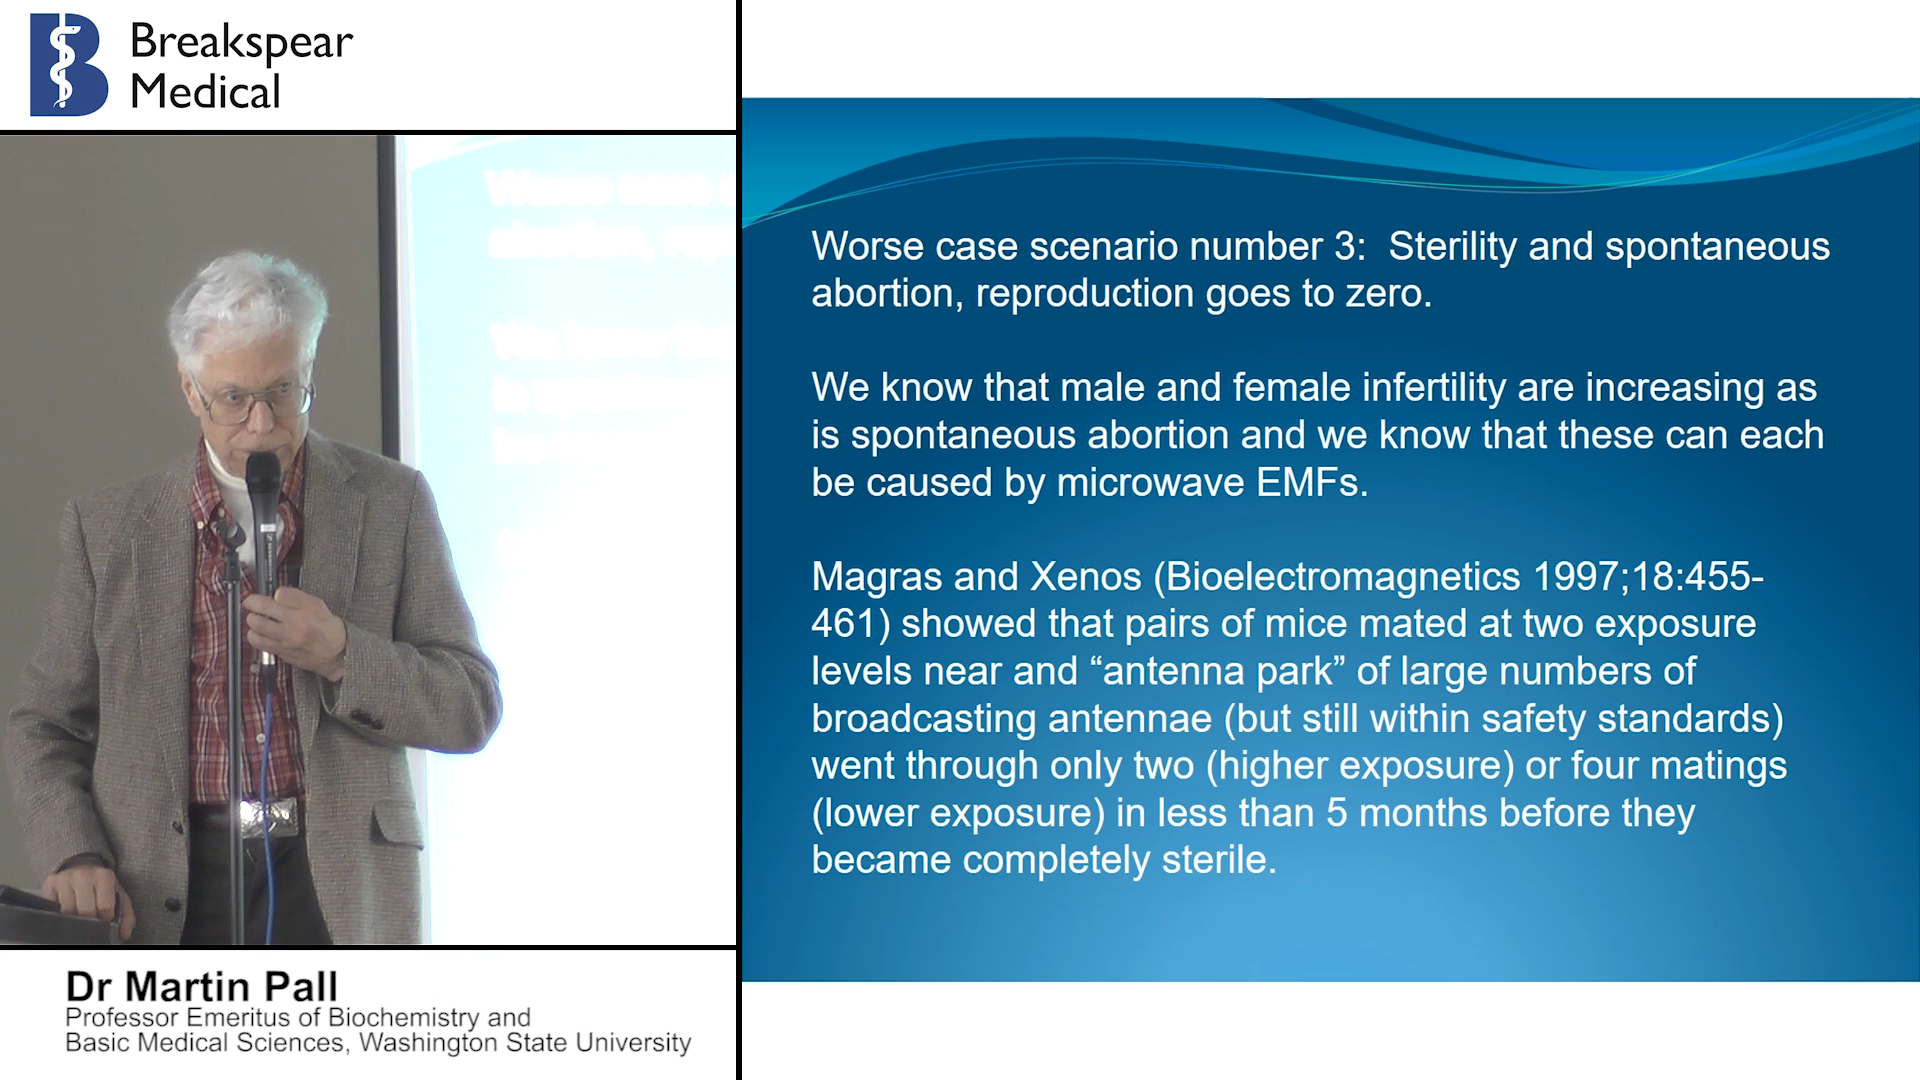 Breakspear
Medical
Worse case scenario number 3:  Sterility and spontaneous
abortion, reproduction goes to zero.
We know that male and female infertility are increasing as
is spontaneous abortion and we know that these can each
be caused by microwave EMFs.
Magras and Xenos (Bioelectromagnetics 1997;18:455-
461) showed that pairs of mice mated at two exposure
levels near and “antenna park” of large numbers of
broadcasting antennae (but still within safety standards)
went through only two (higher exposure) or four matings
(lower exposure) in less than 5 months before they
became completely sterile.
Dr Martin Pall
Professor Emeritus of Biochemistry and
Basic Medical Sciences, Washington State University